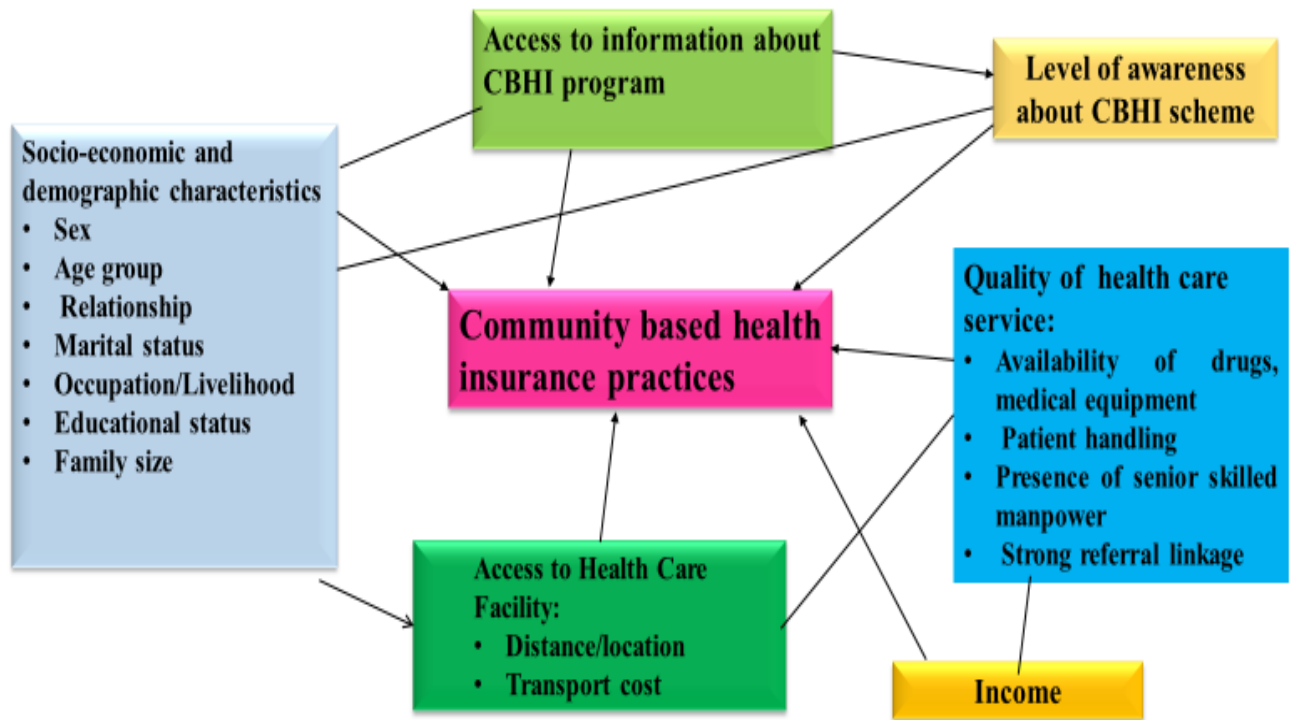 Access to information about
CBHI program
Level of awareness
about CBHI scheme
Socio-economic and
demographic characteristics
• Sex
• Age group
• Relationship
• Marital status
• Occupation/Livelihood
• Educational status
• Family size
Community based health
insurance practices
Quality of health care
service:
• Availability of drugs,
medical equipment
• Patient handling
• Presence of senior skilled
manpower
• Strong referral linkage
Access to Health Care
Facility:
• Distance/location
• Transport cost
Income